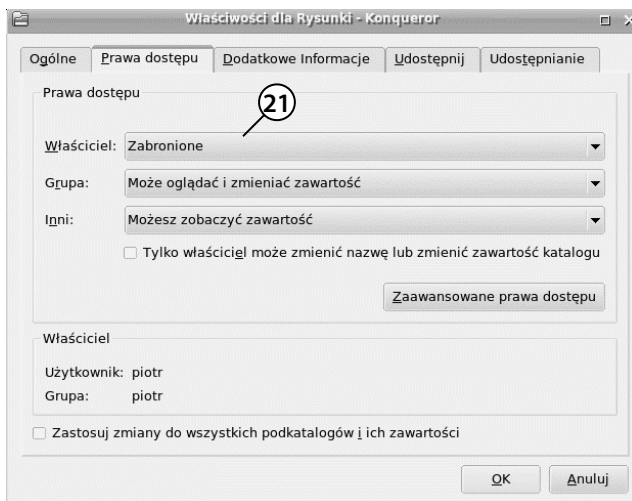 Właściwości dla Rysunki - Konqueror
Ogólne Prawa dostępu Dodatkowe Informacje Udostępnij Udostępnianie
Prawa dostępu
21
Właściciel: Zabronione
Grupa: Może oglądać i zmieniać zawartość
Inni: Możesz zobaczyć zawartość
Tylko właściciel może zmienić nazwę lub zmienić zawartość katalogu
Zaawansowane prawa dostępu
Właściciel
Użytkownik: piotr
Grupa: piotr
Zastosuj zmiany do wszystkich podkatalogów i ich zawartości
OK Anuluj